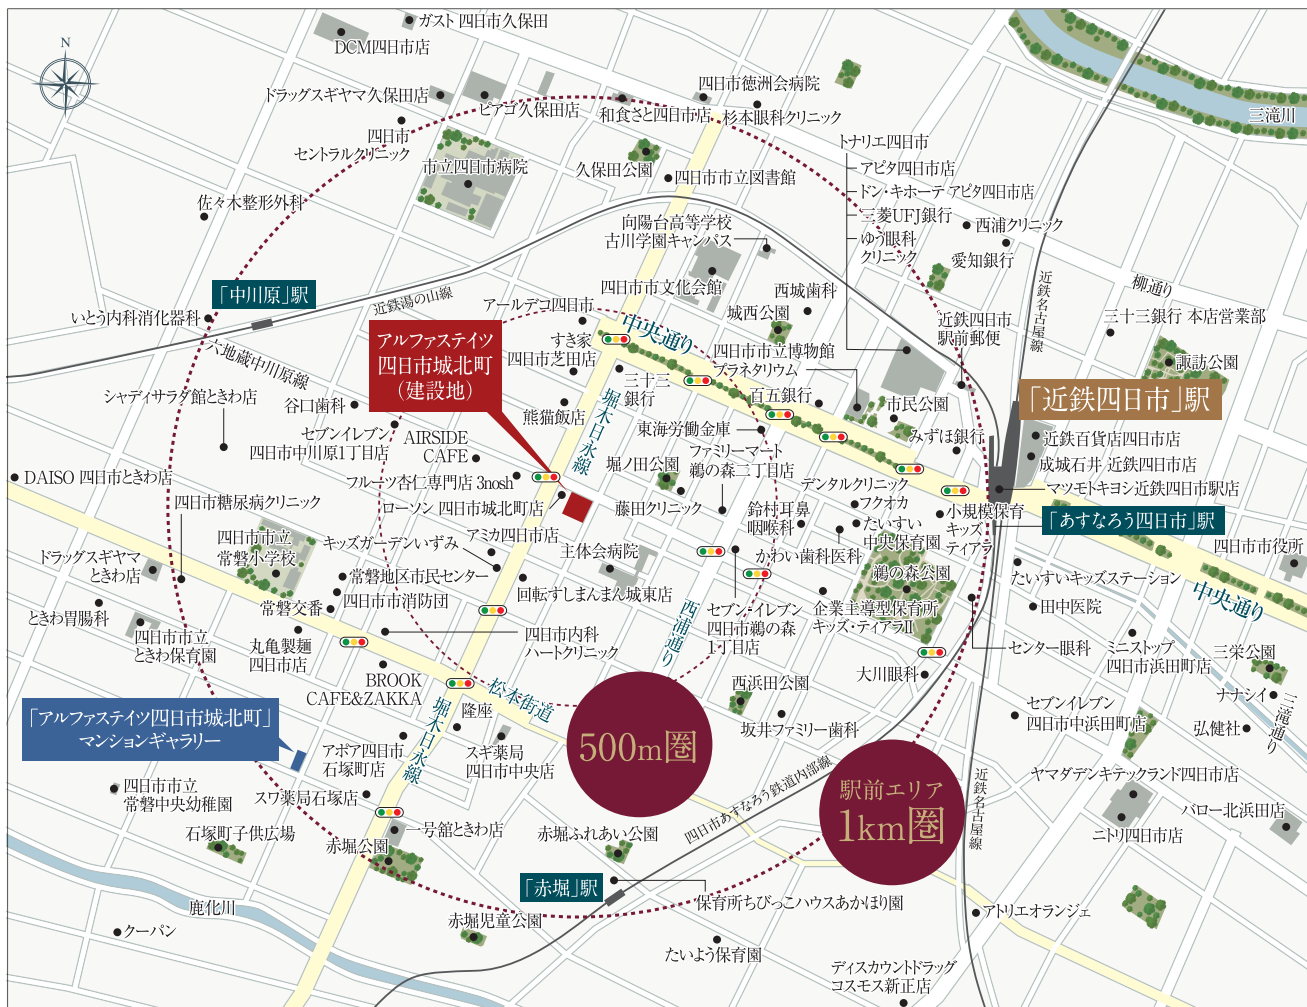 ガスト 四日市久保田
DCM四日市店
N
ドラッグスギヤマ久保田店
ピアゴ久保田店
四日市徳洲会病院
和食さと四日市店
杉本眼科クリニック
三滝川
四日市
セントラルクリニック
市立四日市病院
久保田公園
四日市市立図書館
トナリエ四日市
アピタ四日市店
ドン・キホーテ アピタ四日市店
三菱UFJ銀行
ゆう眼科
クリニック
西浦クリニック
愛知銀行
佐々木整形外科
向陽台高等学校
古川学園キャンパス
四日市市文化会館
「中川原」駅
近鉄湯の山線
アールデコ四日市
西城歯科
城西公園
近鉄四日市
駅前郵便
近鉄名古屋線
柳通り
三十三銀行 本店営業部
諏訪公園
いとう内科消化器科
六地蔵中川原線
アルファステイツ
四日市城北町
(建設地)
すき家
四日市芝田店
中央通り
四日市市立博物館
プラネタリウム
三十三
銀行
百五銀行
市民公園
「近鉄四日市」駅
シャディサラダ館ときわ店
谷口歯科
熊猫飯店
堀木日永線
東海労働金庫
みずほ銀行
近鉄百貨店四日市店
成城石井 近鉄四日市店
マツモトキヨシ近鉄四日市駅店
セブンイレブン
四日市中川原1丁目店
AIRSIDE
CAFE
フルーツ杏仁専門店 3nosh
堀ノ田公園
ファミリーマート
鵜の森二丁目店
DAISO 四日市ときわ店
四日市糖尿病クリニック
ローソン 四日市城北町店
藤田クリニック
鈴村耳鼻
咽喉科
デンタルクリニック
フクオカ
小規模保育
キッズ
ティアラ
「あすなろう四日市」駅
四日市市立
常磐小学校
キッズガーデンいずみ
アミカ四日市店
主体会病院
かわい歯科医科
たいすい
中央保育園
四日市市役所
ドラッグスギヤマ
ときわ店
常磐地区市民センター
四日市市消防団
常磐交番
回転すしまんまん城東店
鵜の森公園
たいすいキッズステーション
田中医院
中央通り
ときわ胃腸科
四日市市立
ときわ保育園
丸亀製麺
四日市店
四日市内科
ハートクリニック
西浦通り
セブン-イレブン
四日市鵜の森
1丁目店
企業主導型保育所
キッズ・ティアラⅡ
センター眼科
ミニストップ
四日市浜田町店
三栄公園
BROOK
CAFE&ZAKKA
松本街道
西浜田公園
大川眼科
ナナシイ
三滝通り
「アルファステイツ四日市城北町」
マンションギャラリー
堀木日永線
隆座
500m圏
坂井ファミリー歯科
セブンイレブン
四日市中浜田町店
弘健社
アポア四日市
石塚町店
スギ薬局
四日市中央店
四日市あすなろう鉄道内部線
駅前エリア
1km圏
近鉄名古屋線
ヤマダデンキテックランド四日市店
四日市市立
常磐中央幼稚園
スワ薬局石塚店
バロー北浜田店
ニトリ四日市店
石塚町子供広場
赤堀公園
一号舘ときわ店
赤堀ふれあい公園
「赤堀」駅
保育所ちびっこハウスあかほり園
鹿化川
クーパン
赤堀児童公園
たいよう保育園
アトリエオランジェ
ディスカウントドラッグ
コスモス新正店